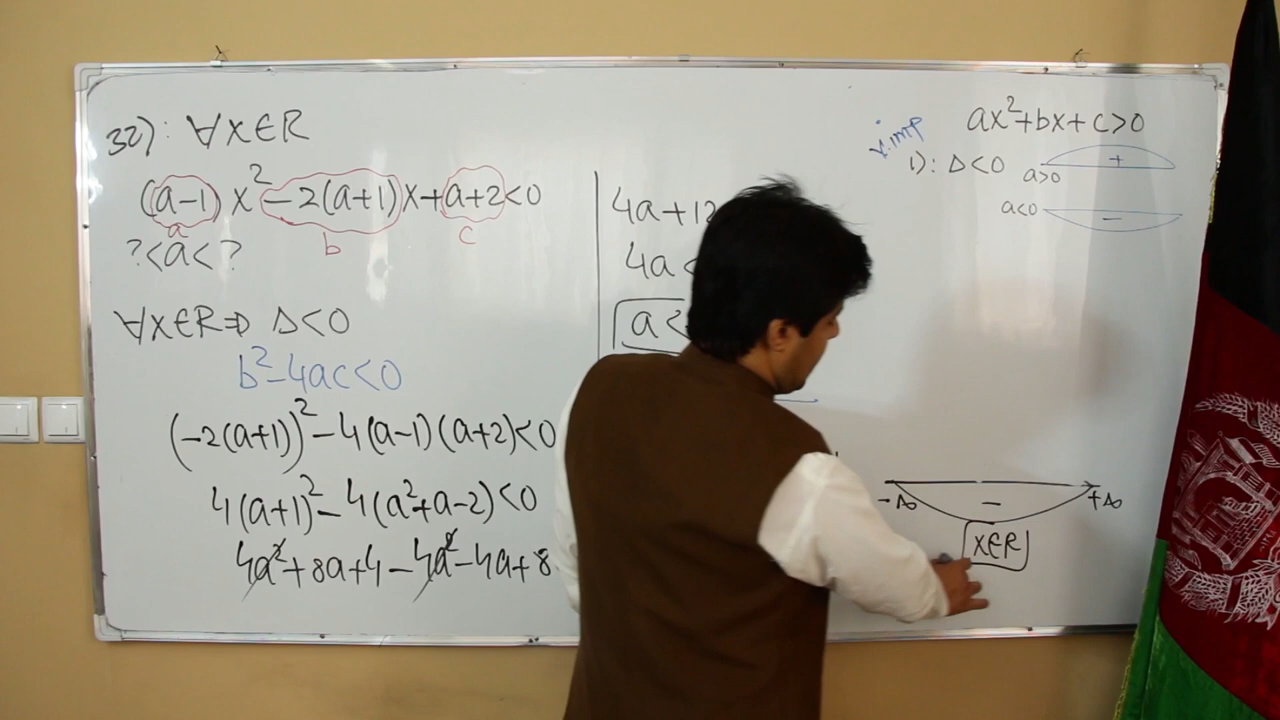 32): ∀x∈R
(a-1)x²-2(a+1)x+a+2<0
a b c
?<a<?
∀x∈R⇒ Δ<0
b²-4ac<0
(-2(a+1))²-4(a-1)(a+2)<0
4(a+1)²-4(a²+a-2)<0
4a²+8a+4-4a²-4a+8
4a+12
4a<
a<
v.imp
ax²+bx+c>0
1): Δ<0
a>0 +
a<0 -
-∞ - +∞
x∈R